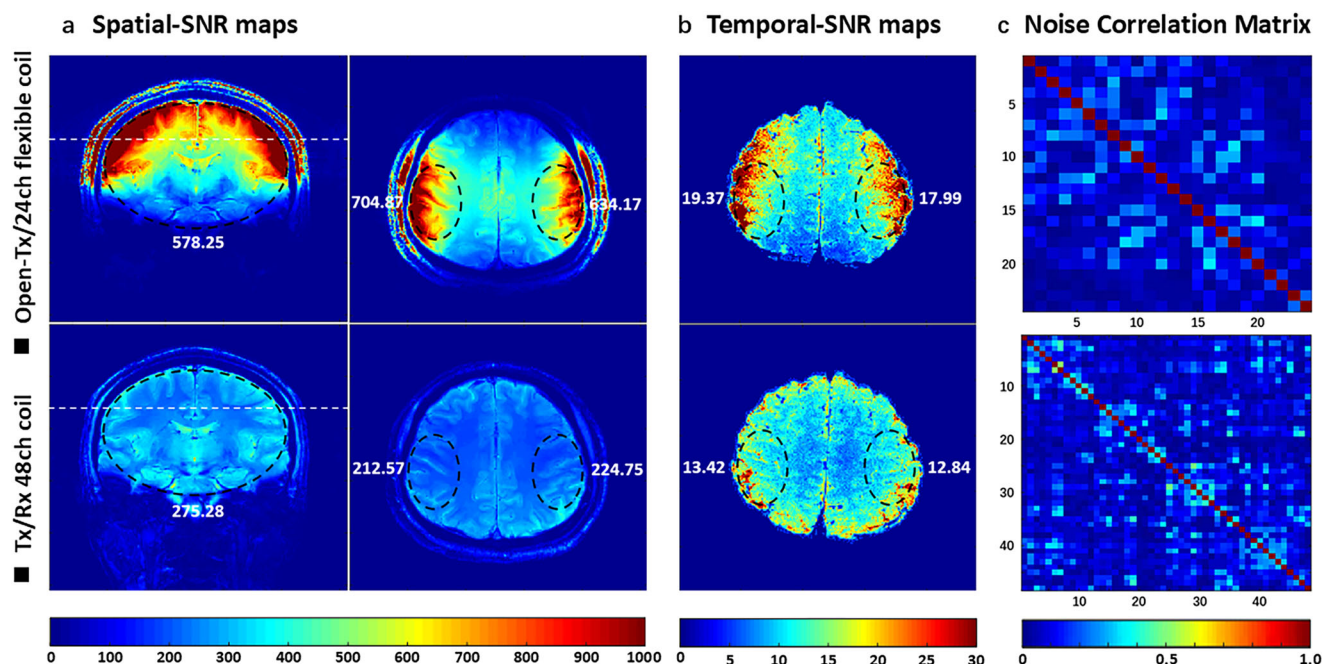 a Spatial-SNR maps
b Temporal-SNR maps
c Noise Correlation Matrix
■ Open-Tx/24ch flexible coil
578.25
704.87
634.17
19.37
17.99
5
10
15
20
5 10 15 20
■ Tx/Rx 48ch coil
275.28
212.57
224.75
13.42
12.84
10
20
30
40
10 20 30 40
0 100 200 300 400 500 600 700 800 900 1000
0 5 10 15 20 25 30
0 0.5 1.0